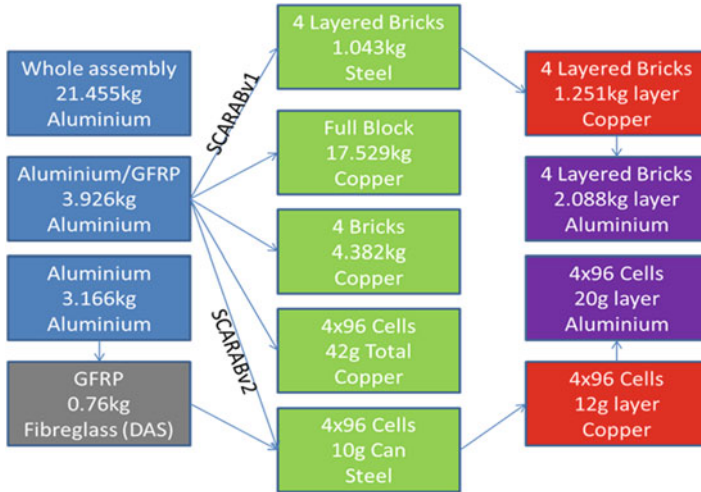 Whole assembly
21.455kg
Aluminium
Aluminium/GFRP
3.926kg
Aluminium
Aluminium
3.166kg
Aluminium
GFRP
0.76kg
Fibreglass (DAS)
SCARABv1
SCARABv2
4 Layered Bricks
1.043kg
Steel
Full Block
17.529kg
Copper
4 Bricks
4.382kg
Copper
4x96 Cells
42g Total
Copper
4x96 Cells
10g Can
Steel
4 Layered Bricks
1.251kg layer
Copper
4 Layered Bricks
2.088kg layer
Aluminium
4x96 Cells
20g layer
Aluminium
4x96 Cells
12g layer
Copper